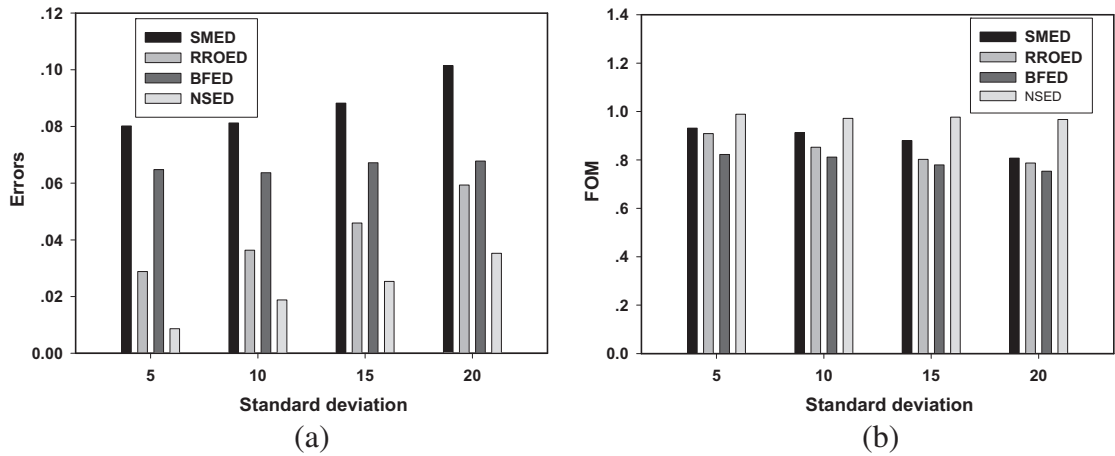 .12
.10
.08
.06
.04
.02
0.00
Errors
SMED
RROED
BFED
NSED
5
10
15
20
Standard deviation
(a)
1.4
1.2
1.0
.8
.6
.4
.2
0.0
FOM
SMED
RROED
BFED
NSED
5
10
15
20
Standard deviation
(b)